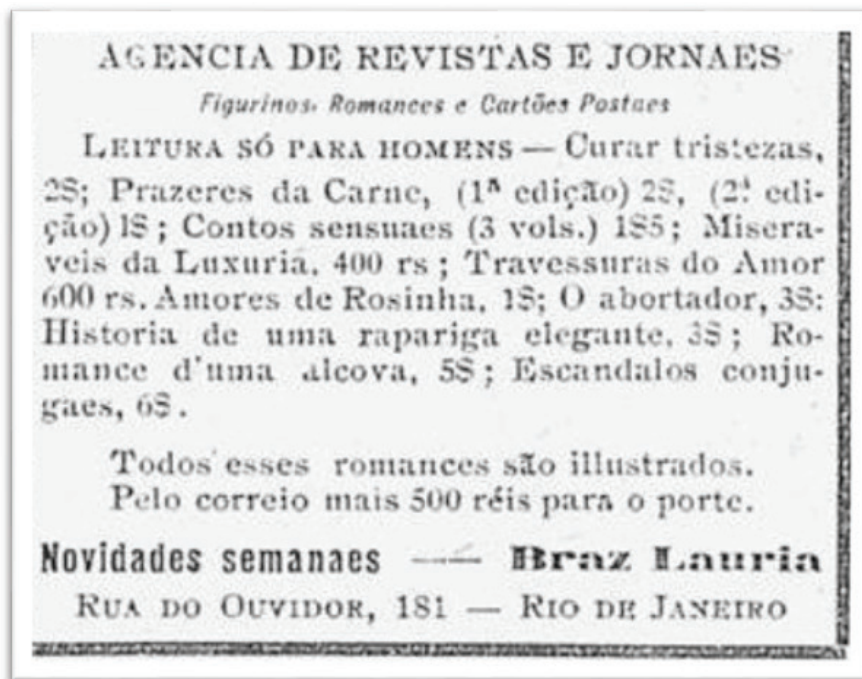 AGENCIA DE REVISTAS E JORNAES
Figurinos, Romances e Cartões Postaes
LEITURA SÓ PARA HOMENS — Curar tristezas,
2$; Prazeres da Carne, (1ª edição) 2$, (2ª edi-
ção) 1$; Contos sensuaes (3 vols.) 1$5; Misera-
veis da Luxuria, 400 rs; Travessuras do Amor
600 rs. Amores de Rosinha, 1$; O abortador, 3$:
Historia de uma rapariga elegante, 3$; Ro-
mance d'uma alcova, 5$; Escandalos conju-
gaes, 6$.
Todos esses romances são illustrados.
Pelo correio mais 500 réis para o porte.
Novidades semanaes — Braz Lauria
RUA DO OUVIDOR, 181 — RIO DE JANEIRO